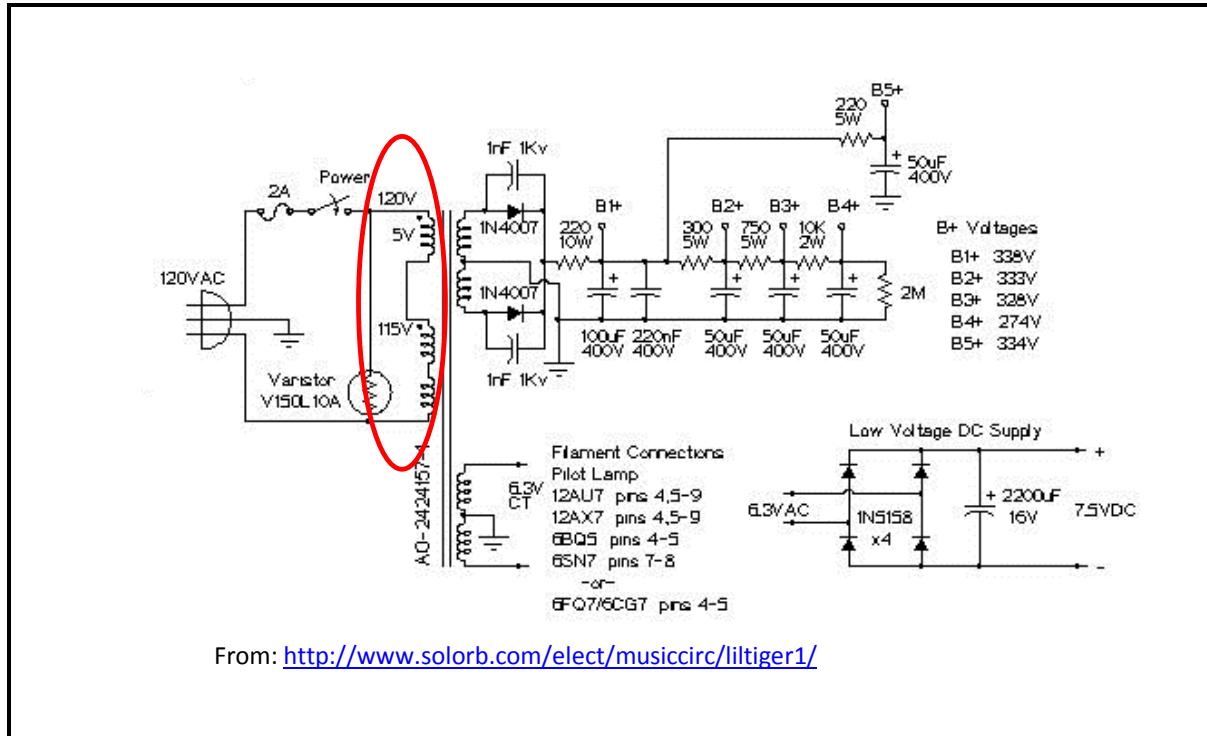 B5+
220
5W
50uF
400V
+
1nF 1Kv
2A
Power
120V
5V
1N4007
220
10W
B1+
300
5W
B2+
750
5W
B3+
10K
2W
B4+
B+ Voltages
B1+ 338V
B2+ 333V
B3+ 328V
B4+ 274V
B5+ 334V
120VAC
1N4007
+
+
+
+
2M
115V
100uF
400V
220nF
400V
50uF
400V
50uF
400V
50uF
400V
1nF 1Kv
Varistor
V150L10A
Low Voltage DC Supply
AO-2424157-1
6.3V
CT
Filament Connections
Pilot Lamp
12AU7 pins 4,5-9
12AX7 pins 4,5-9
6BQ5 pins 4-5
6SN7 pins 7-8
-or-
6FQ7/6CG7 pins 4-5
6.3VAC
1N5158
x4
+ 2200uF
16V
7.5VDC
+
-
From: http://www.solorb.com/elect/musiccirc/liltiger1/